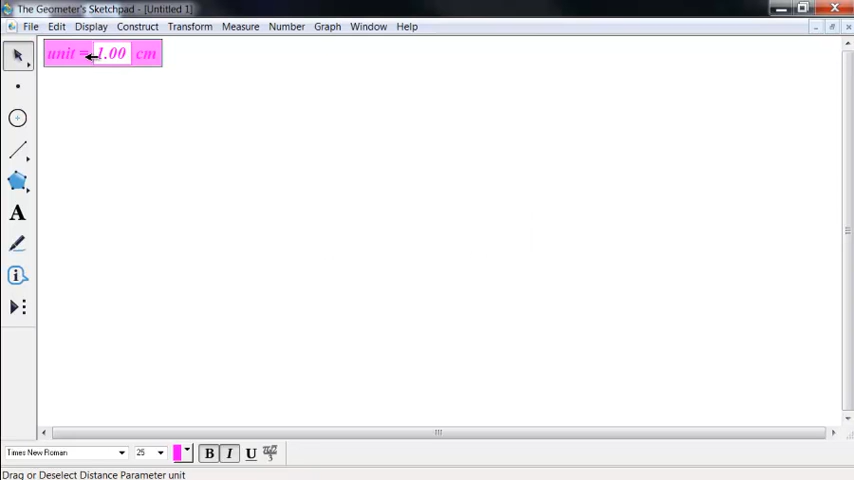 The Geometer's Sketchpad - [Untitled 1]
File Edit Display Construct Transform Measure Number Graph Window Help
unit = 1.00 cm
A
Times New Roman 25 B I U
Drag or Deselect Distance Parameter unit